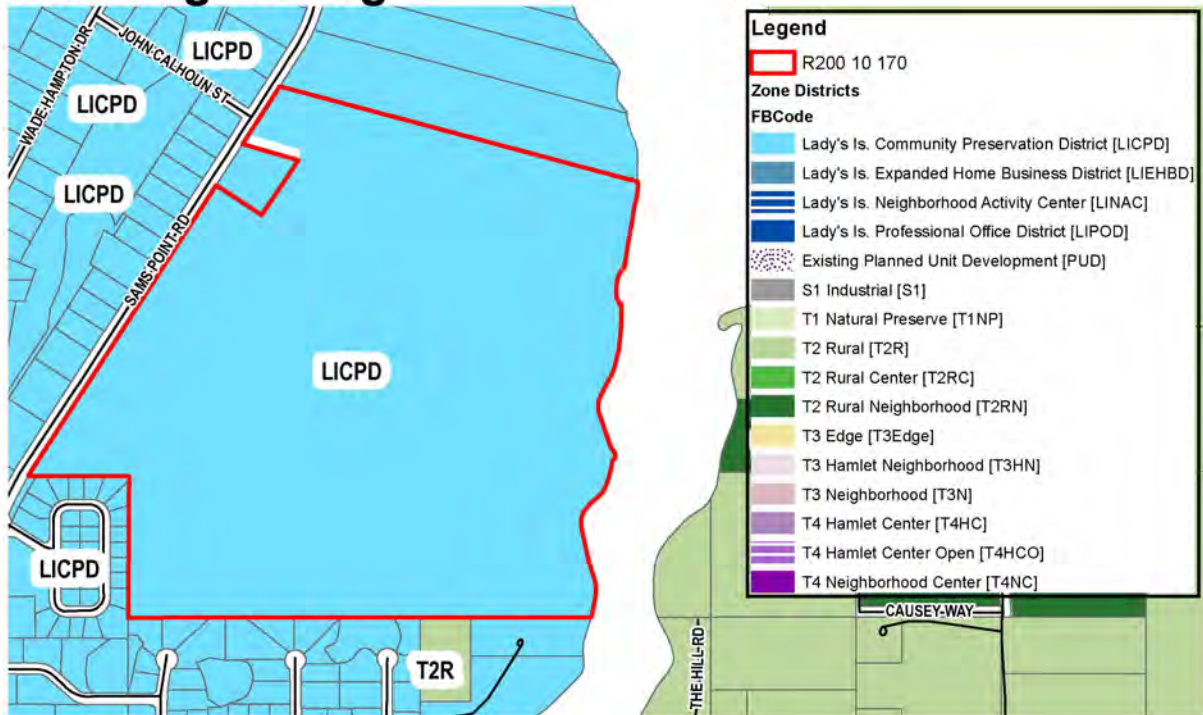 LICPD
JOHN CALHOUN ST
WADE HAMPTON DR
LICPD
LICPD
SAMS POINT RD
LICPD
LICPD
T2R
THE HILL RD
CAUSEY WAY
Legend
R200 10 170
Zone Districts
FBCode
Lady's Is. Community Preservation District [LICPD]
Lady's Is. Expanded Home Business District [LIEHBD]
Lady's Is. Neighborhood Activity Center [LINAC]
Lady's Is. Professional Office District [LIPOD]
Existing Planned Unit Development [PUD]
S1 Industrial [S1]
T1 Natural Preserve [T1NP]
T2 Rural [T2R]
T2 Rural Center [T2RC]
T2 Rural Neighborhood [T2RN]
T3 Edge [T3Edge]
T3 Hamlet Neighborhood [T3HN]
T3 Neighborhood [T3N]
T4 Hamlet Center [T4HC]
T4 Hamlet Center Open [T4HCO]
T4 Neighborhood Center [T4NC]